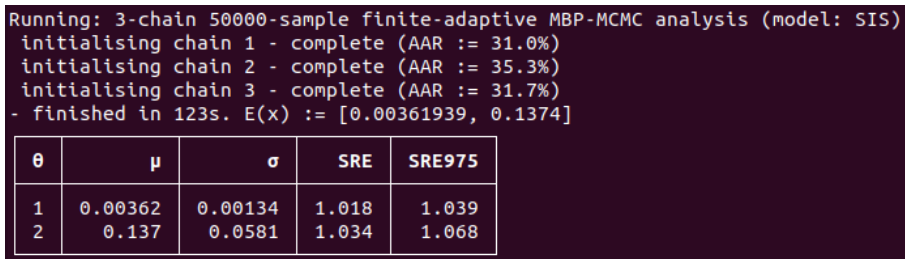 Running: 3-chain 50000-sample finite-adaptive MBP-MCMC analysis (model: SIS)
initialising chain 1 - complete (AAR := 31.0%)
initialising chain 2 - complete (AAR := 35.3%)
initialising chain 3 - complete (AAR := 31.7%)
- finished in 123s. E(x) := [0.00361939, 0.1374]
θ μ σ SRE SRE975
1 0.00362 0.00134 1.018 1.039
2 0.137 0.0581 1.034 1.068